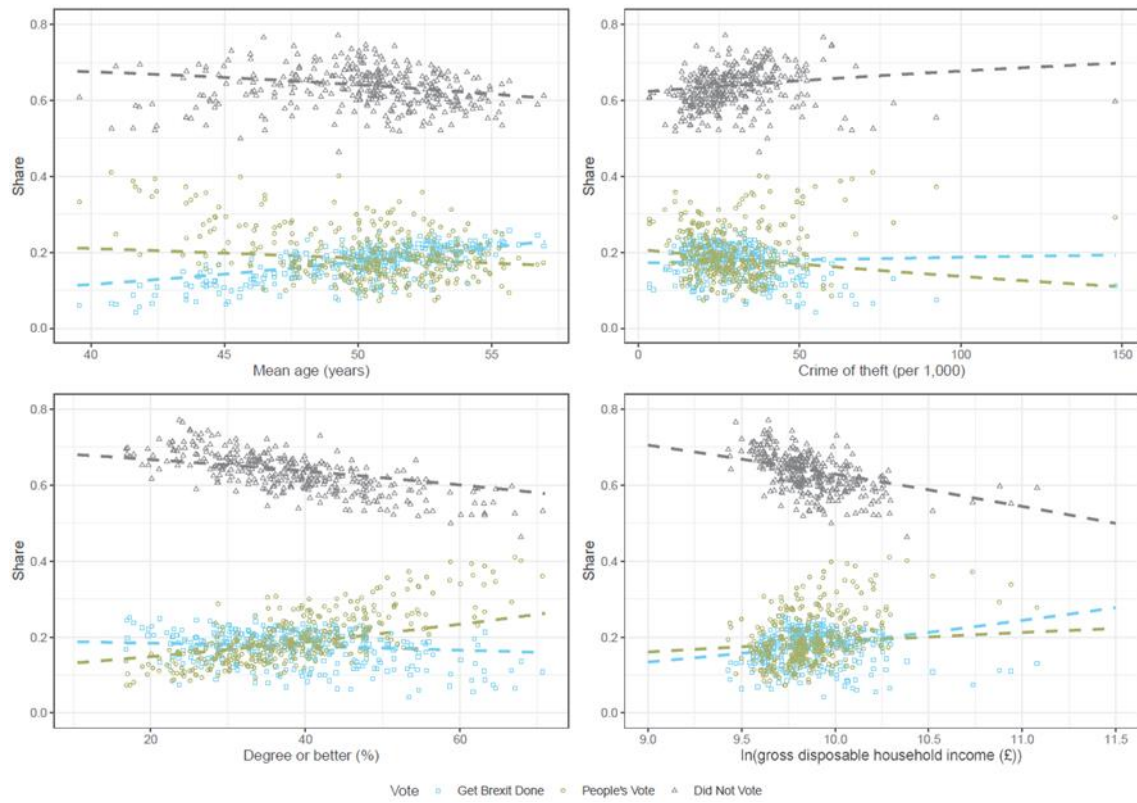 0.8
0.6
0.4
0.2
0.0
Share
40 45 50 55
Mean age (years)
0.8
0.6
0.4
0.2
0.0
Share
0 50 100 150
Crime of theft (per 1,000)
0.8
0.6
0.4
0.2
0.0
Share
20 40 60
Degree or better (%)
0.8
0.6
0.4
0.2
0.0
Share
9.0 9.5 10.0 10.5 11.0 11.5
ln(gross disposable household income (£))
Vote Get Brexit Done People's Vote Did Not Vote